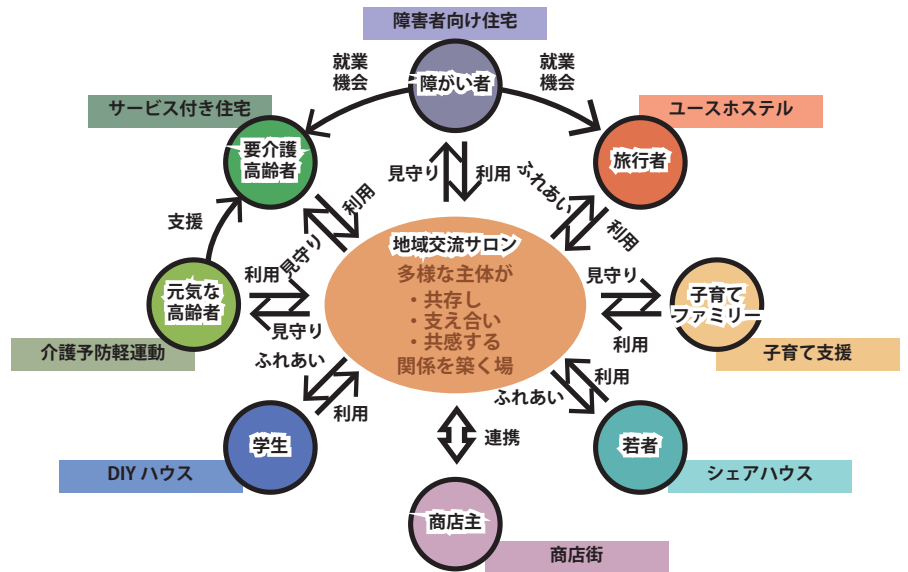 障害者向け住宅
就業
機会
障がい者
就業
機会
サービス付き住宅
ユースホステル
要介護
高齢者
旅行者
見守り
利用
ふれあい
利用
利用
見守り
支援
地域交流サロン
多様な主体が
・共存し
・支え合い
・共感する
関係を築く場
元気な
高齢者
利用
見守り
見守り
利用
子育て
ファミリー
介護予防軽運動
子育て支援
ふれあい
利用
ふれあい
利用
学生
若者
DIY ハウス
シェアハウス
連携
商店主
商店街